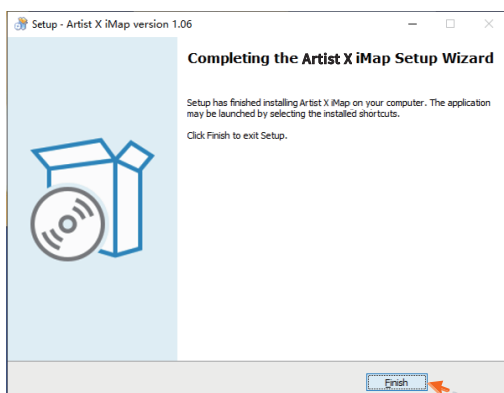 Setup - Artist X iMap version 1.06
Completing the Artist X iMap Setup Wizard
Setup has finished installing Artist X iMap on your computer. The application
may be launched by selecting the installed shortcuts.
Click Finish to exit Setup.
Finish